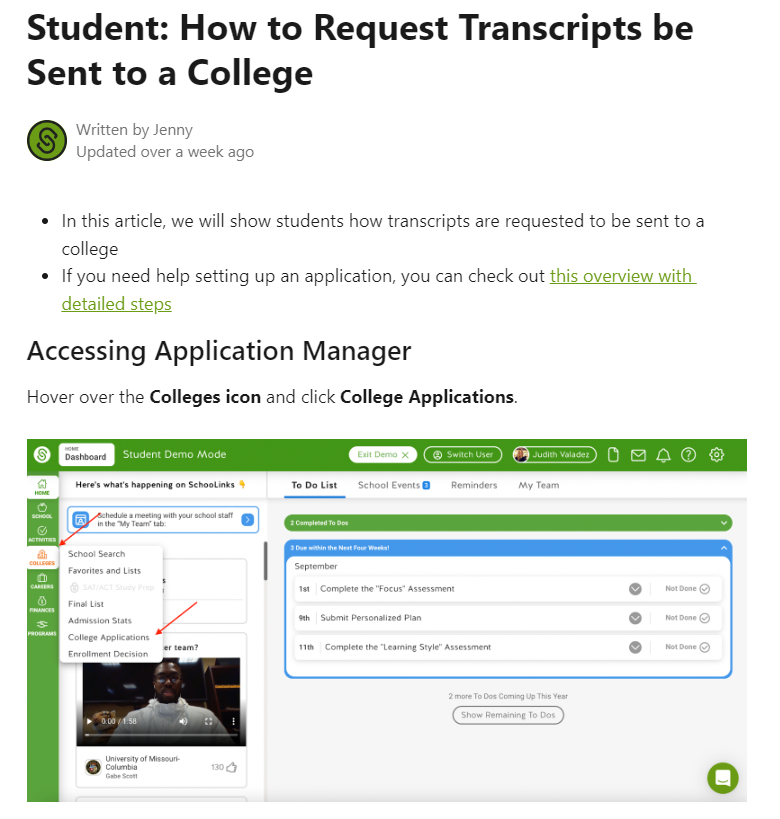 Student: How to Request Transcripts be
Sent to a College
Written by Jenny
Updated over a week ago
In this article, we will show students how transcripts are requested to be sent to a
college
If you need help setting up an application, you can check out this overview with
detailed steps
Accessing Application Manager
Hover over the Colleges icon and click College Applications.
HOME
Dashboard
Student Demo Mode
Exit Demo ×
Switch User
Judith Valadez
HOME
SCHOOL
ACTIVITIES
COLLEGES
CAREERS
FINANCES
PROGRAMS
Here's what's happening on SchooLinks
Schedule a meeting with your school staff
in the "My Team" tab:
School Search
Favorites and Lists
SAT/ACT Study Prep
Final List
Admission Stats
College Applications
Enrollment Decision
er team?
0:00 / 1:58
University of Missouri-
Columbia
Gabe Scott
130
To Do List
School Events 3
Reminders
My Team
2 Completed To Dos
3 Due within the Next Four Weeks!
September
1st Complete the "Focus" Assessment Not Done
9th Submit Personalized Plan Not Done
11th Complete the "Learning Style" Assessment Not Done
2 more To Dos Coming Up This Year
Show Remaining To Dos